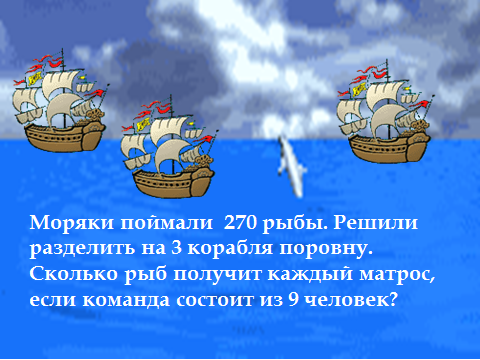 Моряки поймали 270 рыбы. Решили
разделить на 3 корабля поровну.
Сколько рыб получит каждый матрос,
если команда состоит из 9 человек?